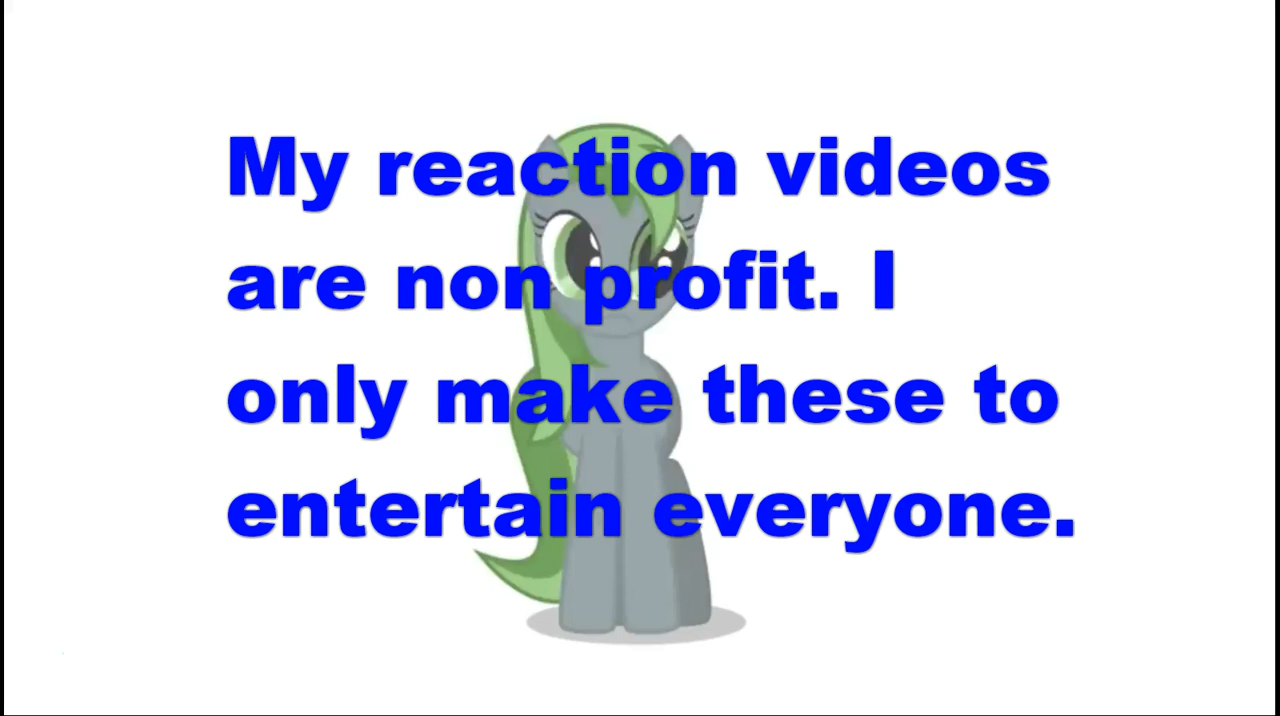 My reaction videos
are non profit. I
only make these to
entertain everyone.